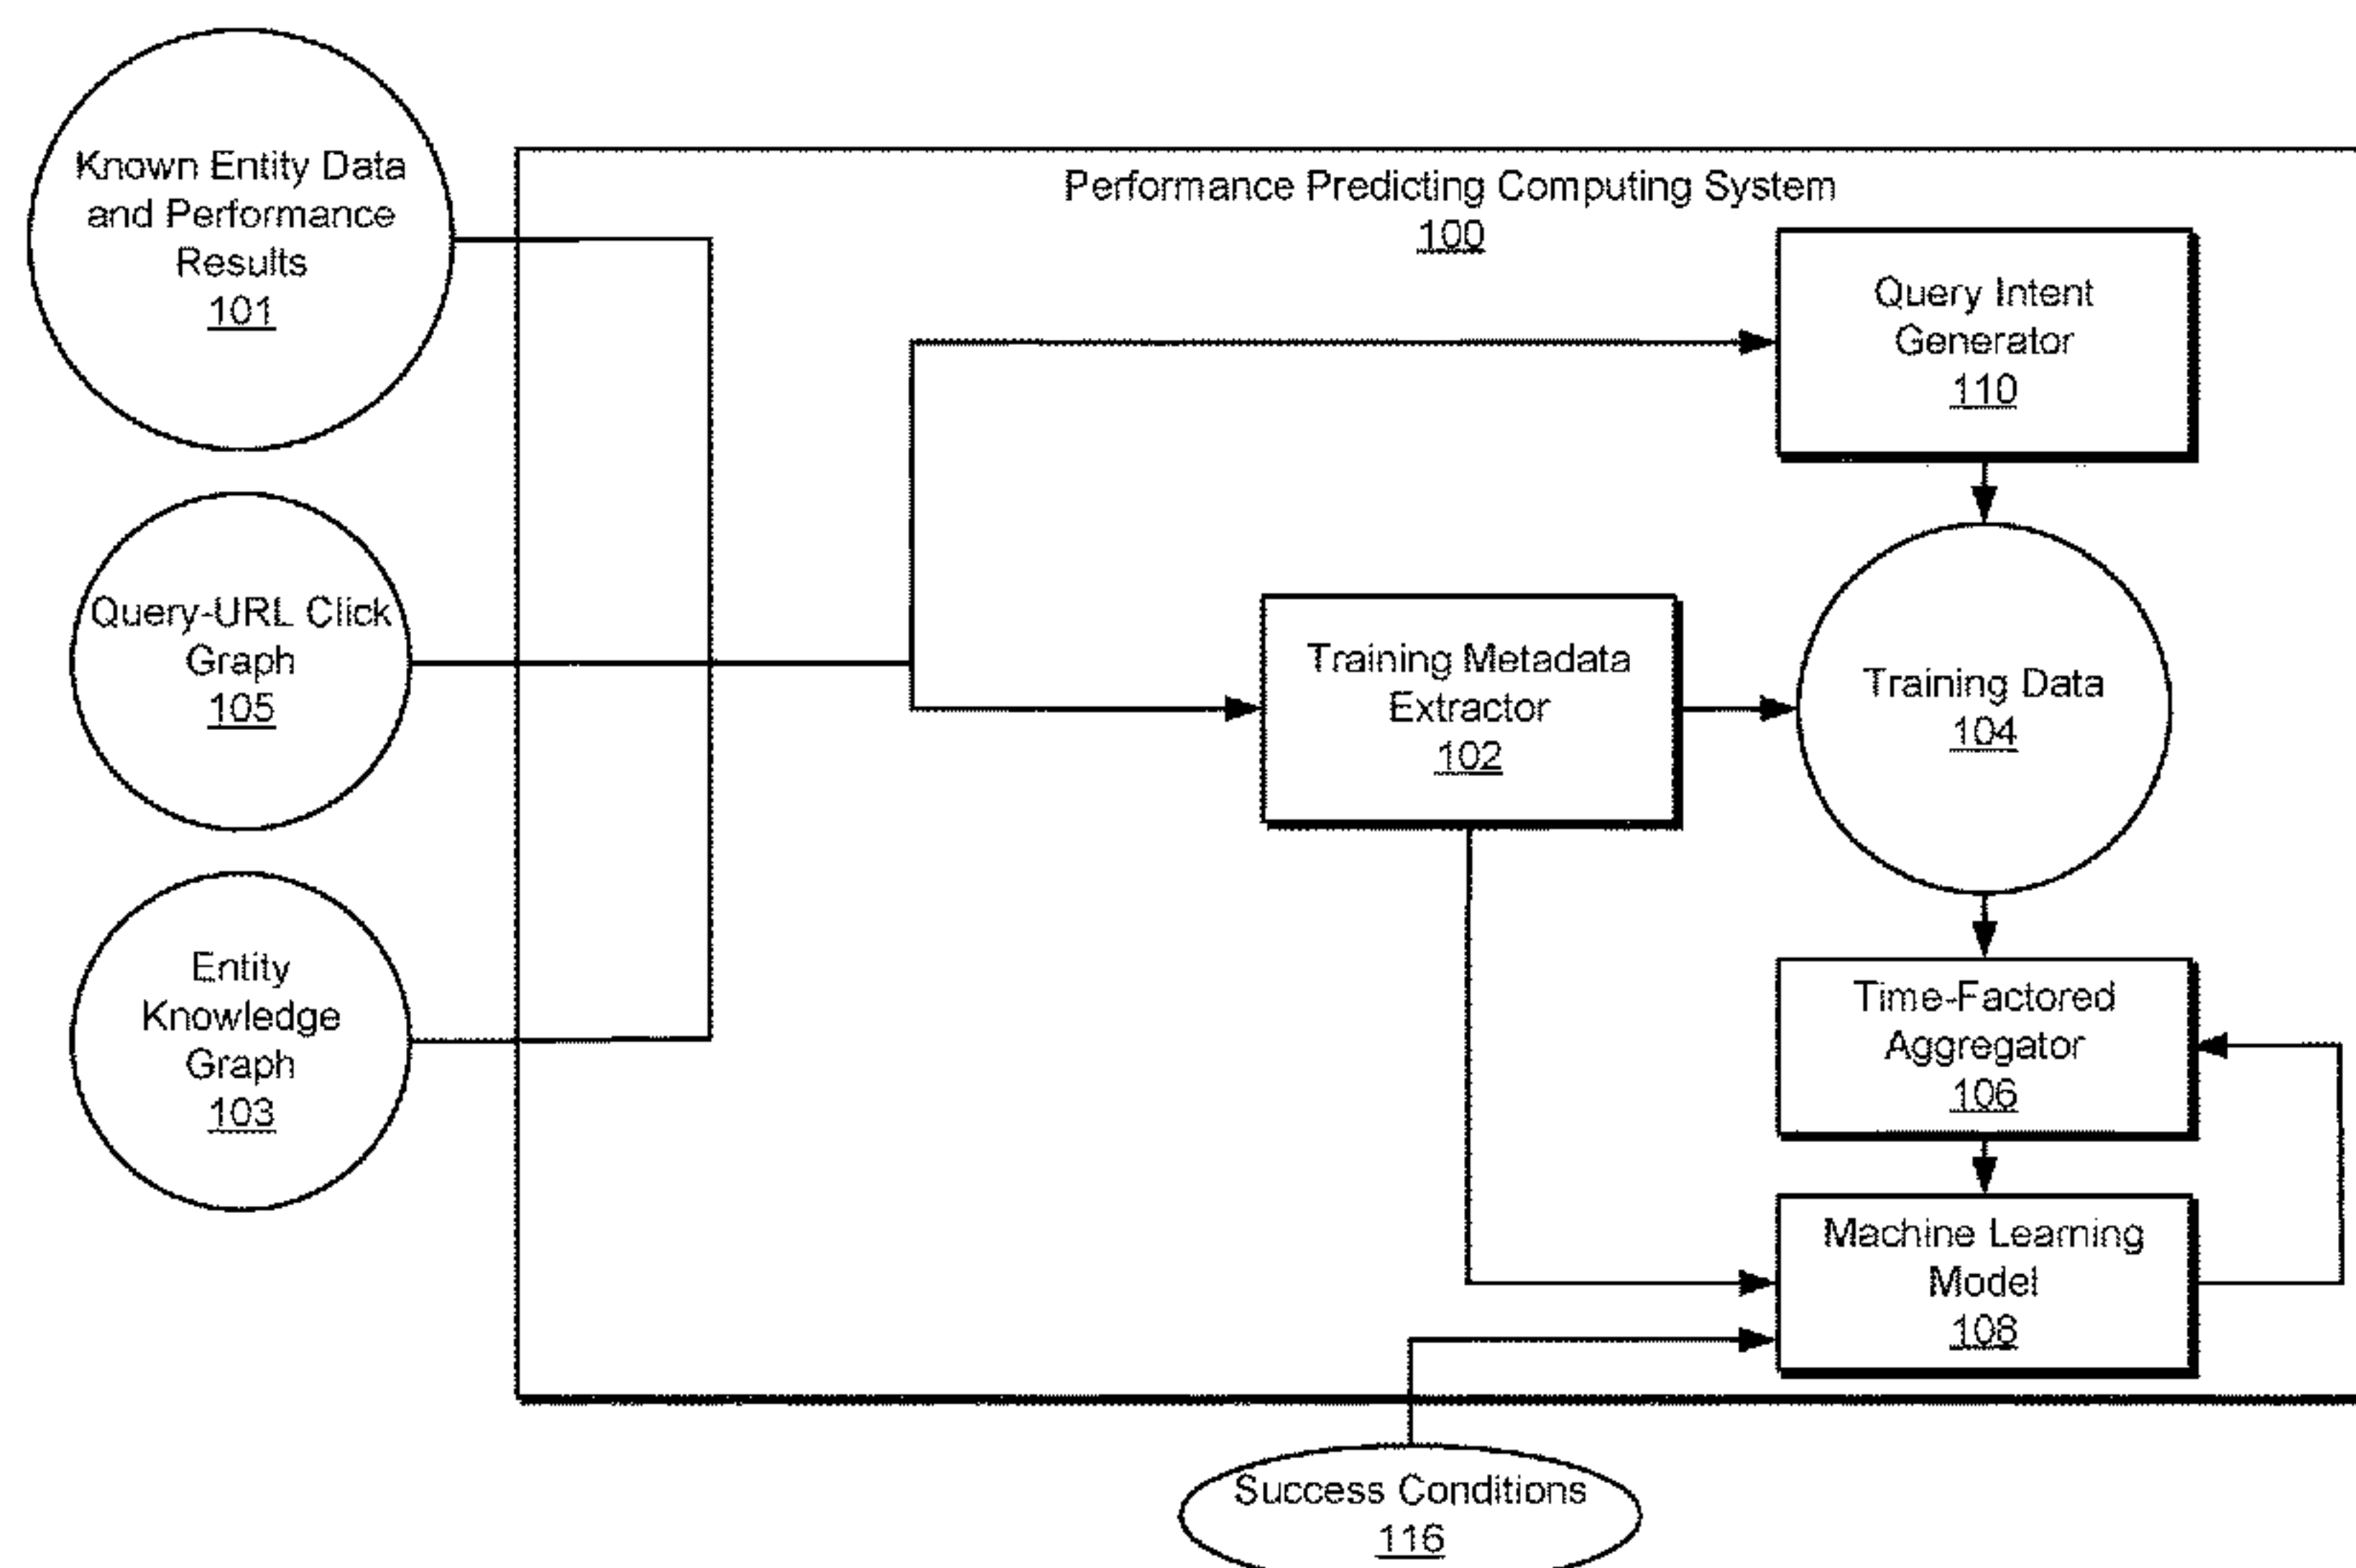 Known Entity Data
and Performance
Results
101
Performance Predicting Computing System
100
Query Intent
Generator
110
Query-URL Click
Graph
105
Training Metadata
Extractor
102
Training Data
104
Entity
Knowledge
Graph
103
Time-Factored
Aggregator
106
Machine Learning
Model
108
Success Conditions
116